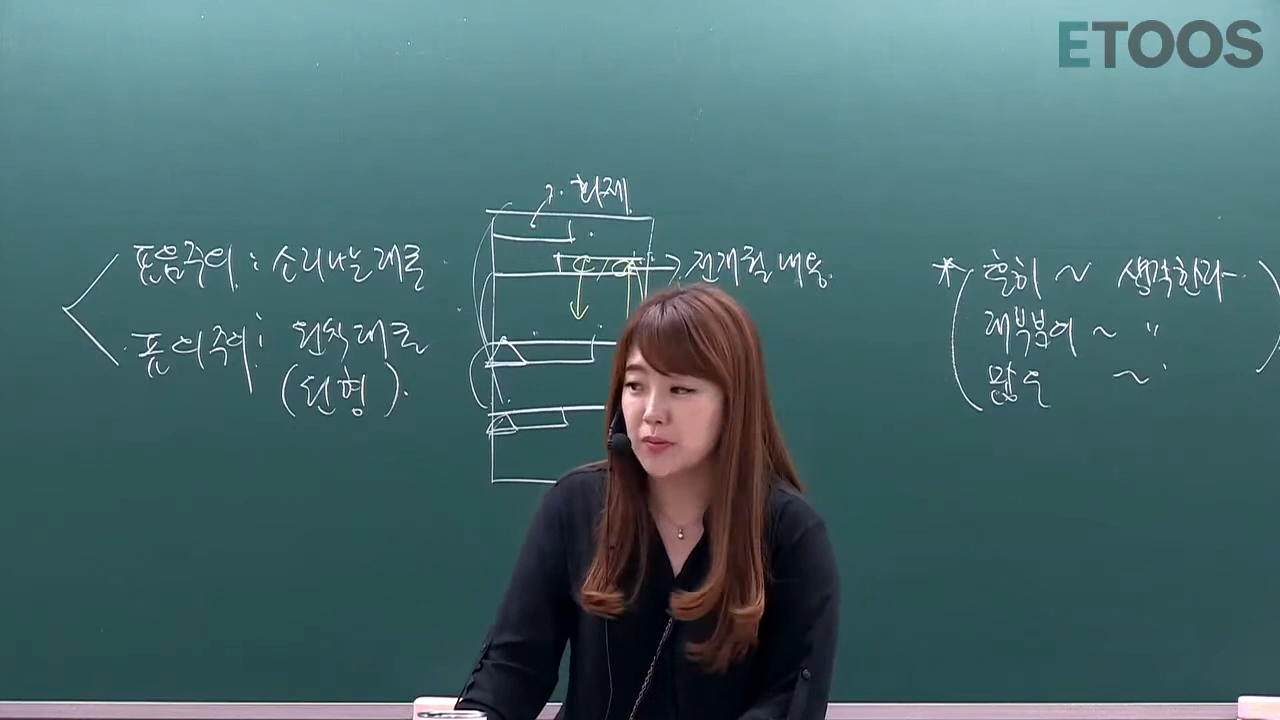 ETOOS
표음주의 : 소리나는 대로
표의주의 : 원칙대로
(원형).
화제
전개될 내용.
* 흔히 ~ 생각한다
대부분이 ~ "
많은 ~ "